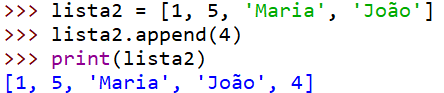 >>> lista2 = [1, 5, 'Maria', 'João']
>>> lista2.append(4)
>>> print(lista2)
[1, 5, 'Maria', 'João', 4]